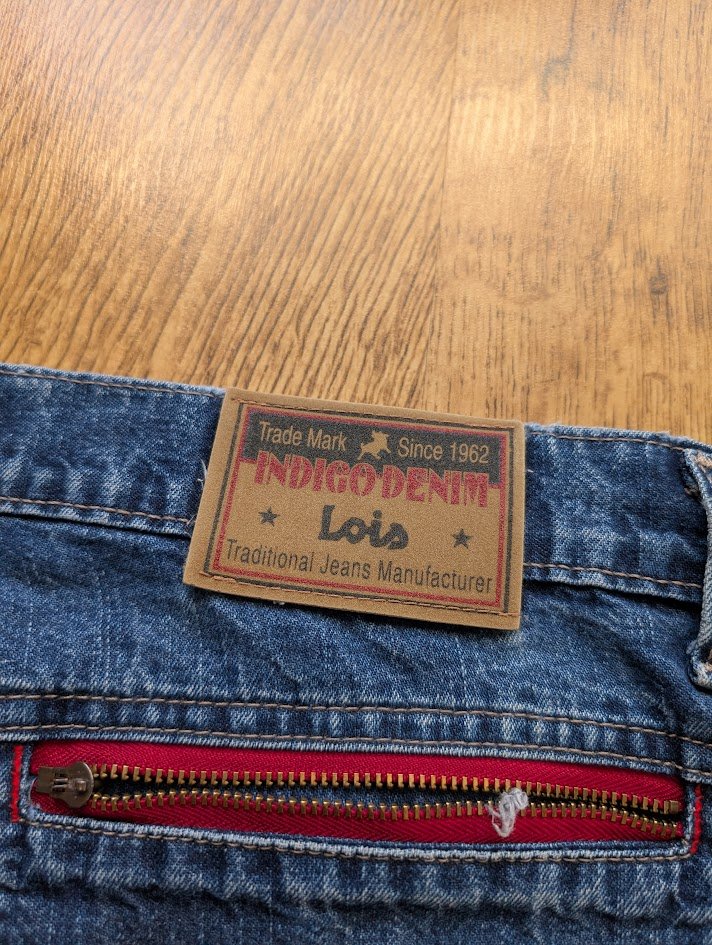 Trade Mark Since 1962
INDIGO·DENIM
Lois
Traditional Jeans Manufacturer